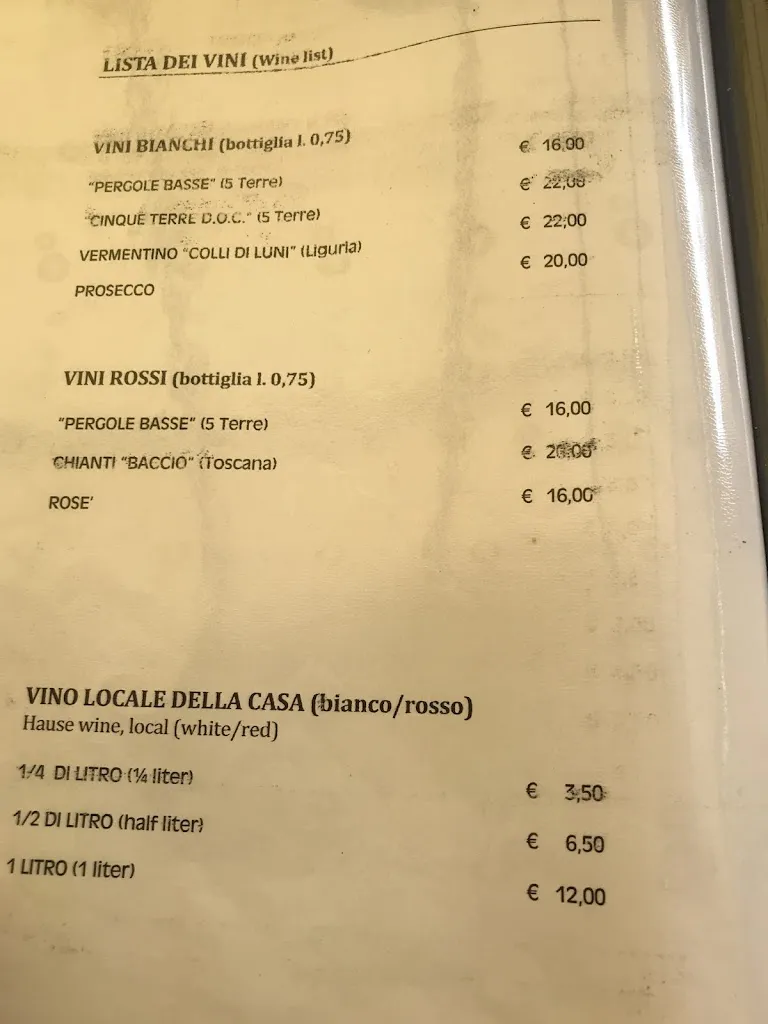 LISTA DEI VINI (Wine list)
VINI BIANCHI (bottiglia l. 0,75)
"PERGOLE BASSE" (5 Terre) € 16,00
"CINQUE TERRE D.O.C." (5 Terre) € 22,00
VERMENTINO "COLLI DI LUNI" (Liguria) € 22,00
PROSECCO € 20,00
VINI ROSSI (bottiglia l. 0,75)
"PERGOLE BASSE" (5 Terre) € 16,00
CHIANTI "BACCIO" (Toscana) €
ROSE' € 16,00
VINO LOCALE DELLA CASA (bianco/rosso)
Hause wine, local (white/red)
1/4 DI LITRO (¼ liter) € 3,50
1/2 DI LITRO (half liter) € 6,50
1 LITRO (1 liter) € 12,00